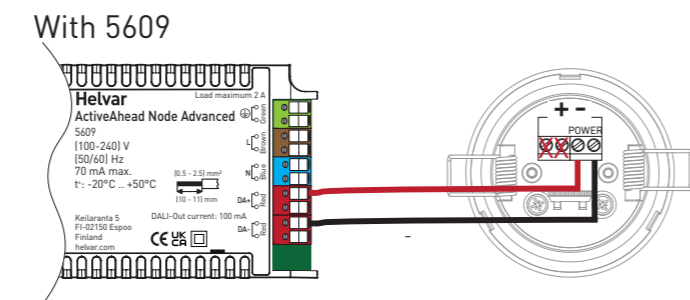 With 5609
Helvar
Load maximum 2 A
ActiveAhead Node Advanced
5609
(100-240) V
(50/60) Hz
70 mA max.
t°: -20°C .. +50°C
(0.5 - 2.5) mm²
(10 - 11) mm
Keilaranta 5
FI-02150 Espoo
Finland
helvar.com
DALI-Out current: 100 mA
CE UK CA
Green
L
Brown
N
Blue
DA+
Red
DA-
Red
+ -
POWER
-